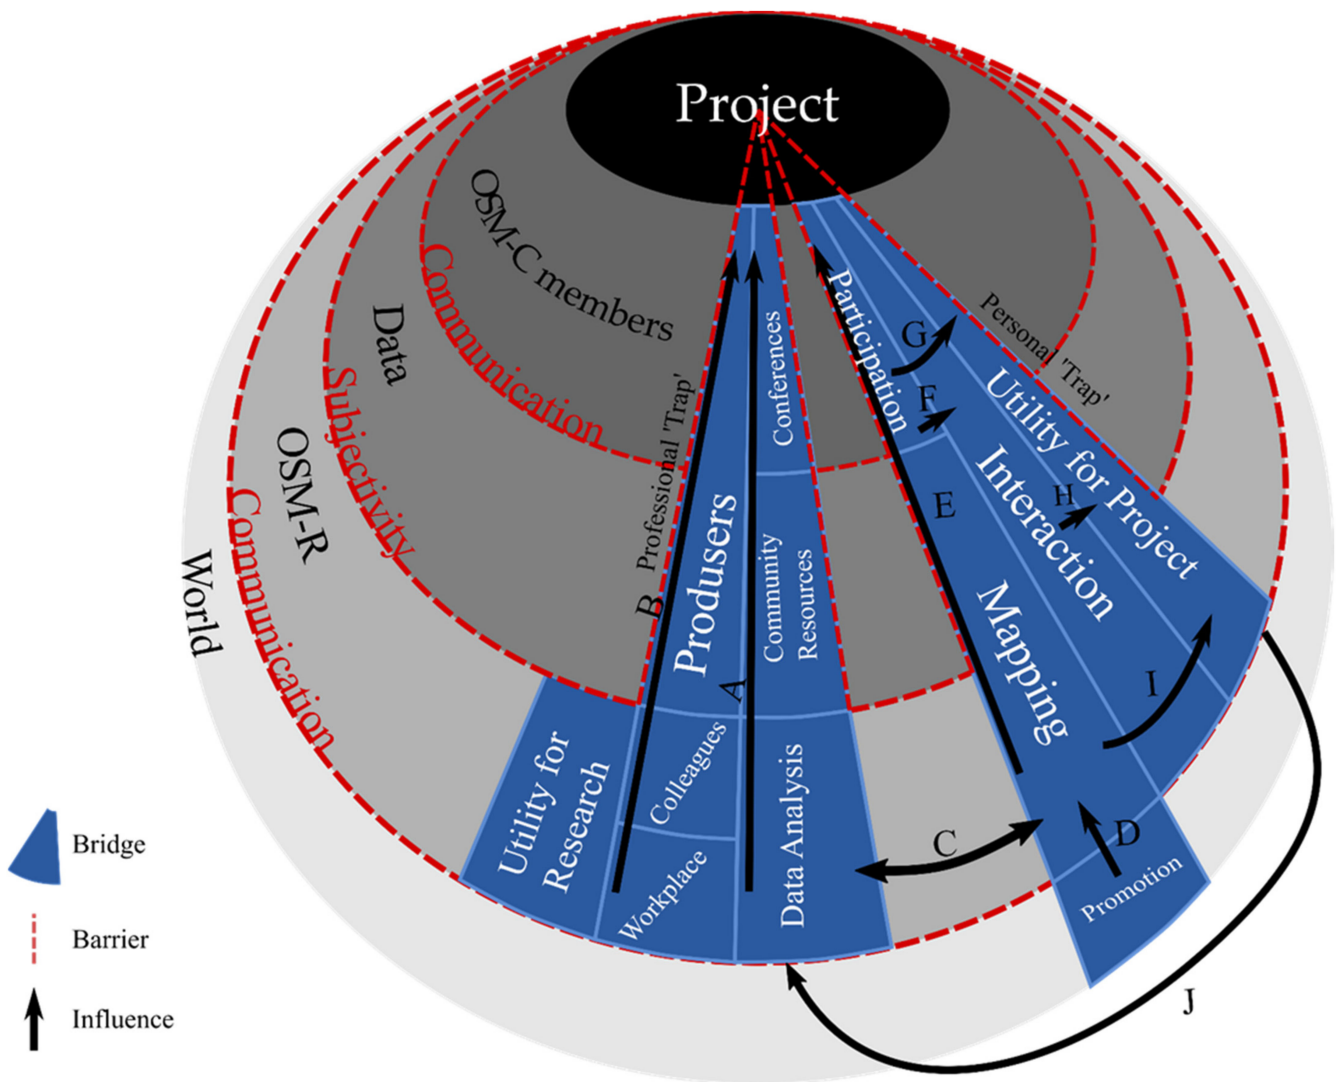 Project
OSM-C members
Communication
Data
Subjectivity
OSM-R
Communication
World
Professional 'Trap'
Personal 'Trap'
B
Produsers
A
Conferences
Community
Resources
Colleagues
Workplace
Data Analysis
Utility for
Research
Participation
G
F
E
H
Utility for Project
Interaction
Mapping
I
C
D
Promotion
J
Bridge
Barrier
Influence